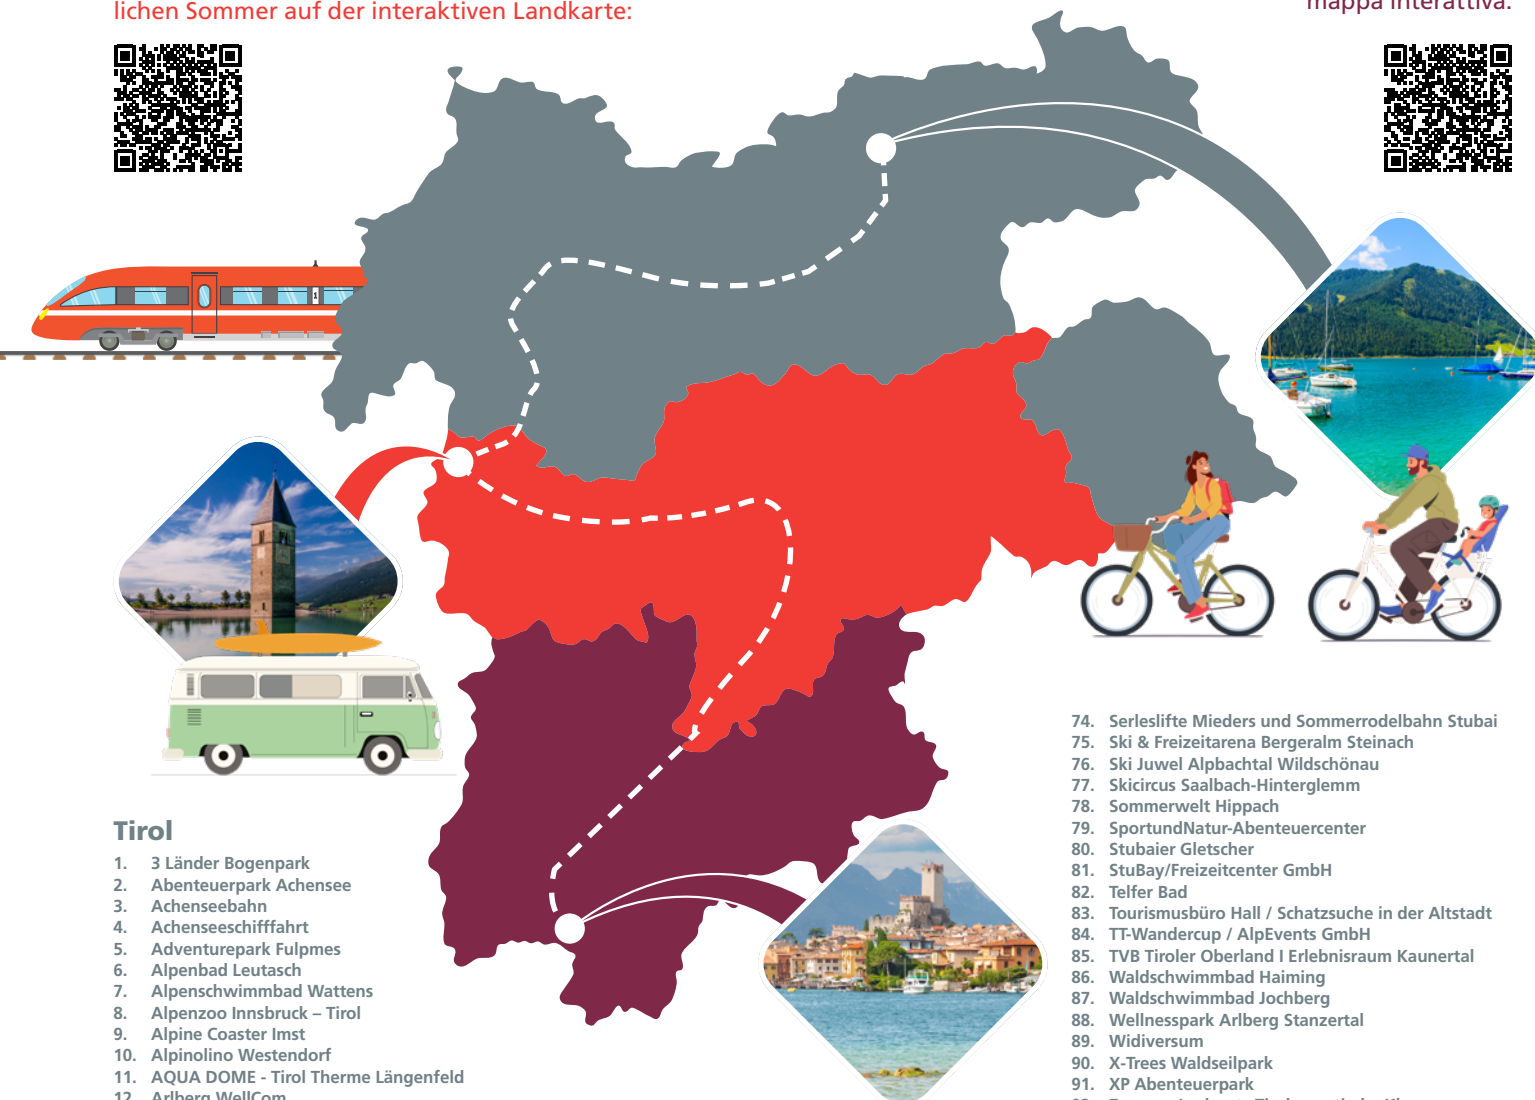 lichen Sommer auf der interaktiven Landkarte:
mappa interattiva:
1
Tirol
1. 3 Länder Bogenpark
2. Abenteuerpark Achensee
3. Achenseebahn
4. Achenseeschifffahrt
5. Adventurepark Fulpmes
6. Alpenbad Leutasch
7. Alpenschwimmbad Wattens
8. Alpenzoo Innsbruck – Tirol
9. Alpine Coaster Imst
10. Alpinolino Westendorf
11. AQUA DOME - Tirol Therme Längenfeld
12. Arlberg WellCom
74. Serleslifte Mieders und Sommerrodelbahn Stubai
75. Ski & Freizeitarena Bergeralm Steinach
76. Ski Juwel Alpbachtal Wildschönau
77. Skicircus Saalbach-Hinterglemm
78. Sommerwelt Hippach
79. SportundNatur-Abenteuercenter
80. Stubaier Gletscher
81. StuBay/Freizeitcenter GmbH
82. Telfer Bad
83. Tourismusbüro Hall / Schatzsuche in der Altstadt
84. TT-Wandercup / AlpEvents GmbH
85. TVB Tiroler Oberland I Erlebnisraum Kaunertal
86. Waldschwimmbad Haiming
87. Waldschwimmbad Jochberg
88. Wellnesspark Arlberg Stanzertal
89. Widiversum
90. X-Trees Waldseilpark
91. XP Abenteuerpark